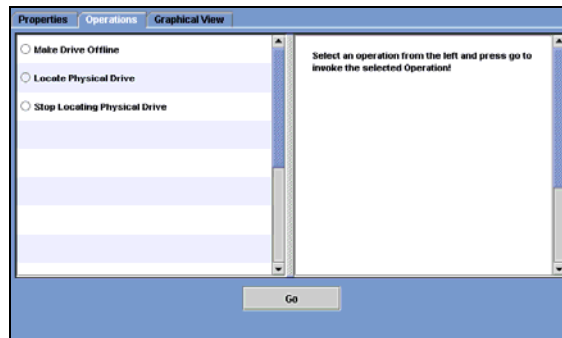 Properties Operations Graphical View
Make Drive Offline
Locate Physical Drive
Stop Locating Physical Drive
Select an operation from the left and press go to
invoke the selected Operation!
Go